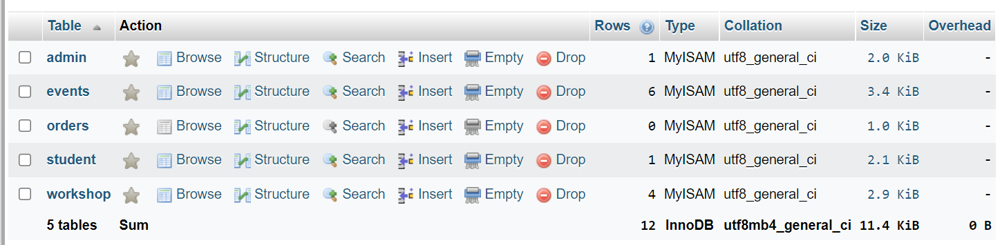 Table Action Rows Type Collation Size Overhead
admin Browse Structure Search Insert Empty Drop 1 MyISAM utf8_general_ci 2.0 KiB -
events Browse Structure Search Insert Empty Drop 6 MyISAM utf8_general_ci 3.4 KiB -
orders Browse Structure Search Insert Empty Drop 0 MyISAM utf8_general_ci 1.0 KiB -
student Browse Structure Search Insert Empty Drop 1 MyISAM utf8_general_ci 2.1 KiB -
workshop Browse Structure Search Insert Empty Drop 4 MyISAM utf8_general_ci 2.9 KiB -
5 tables Sum 12 InnoDB utf8mb4_general_ci 11.4 KiB 0 B